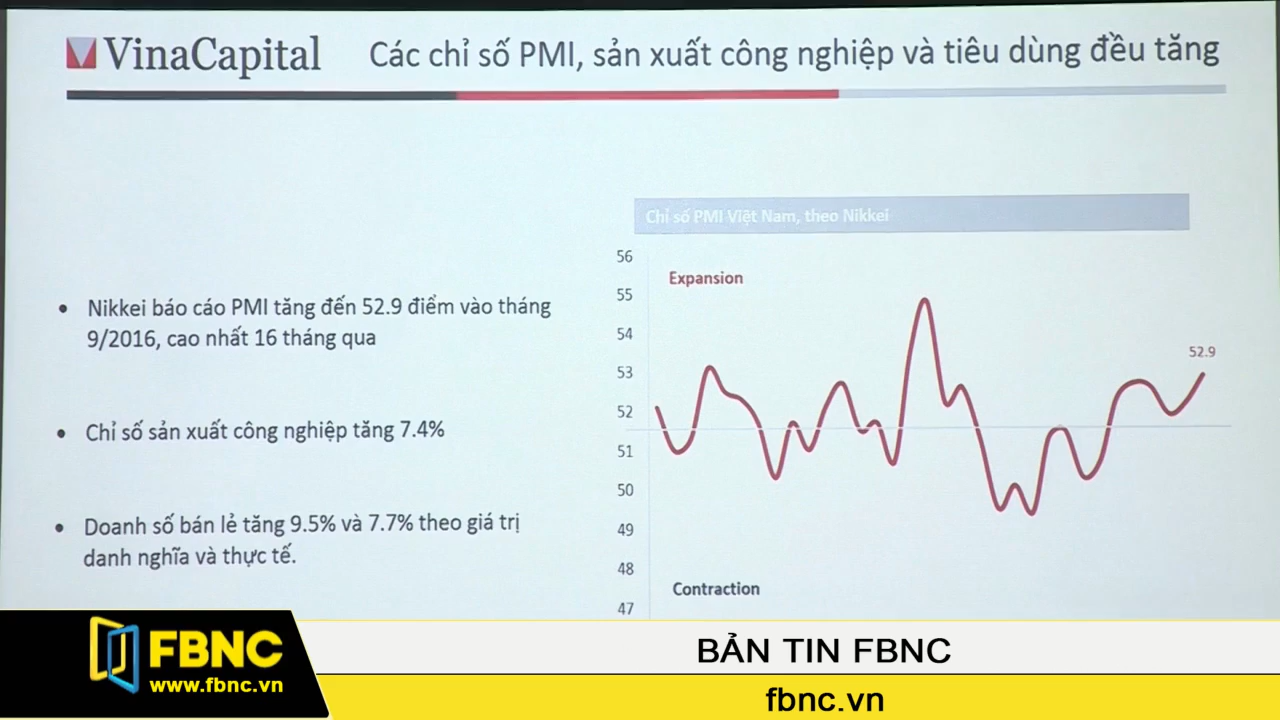 VinaCapital
Các chỉ số PMI, sản xuất công nghiệp và tiêu dùng đều tăng
Nikkei báo cáo PMI tăng đến 52.9 điểm vào tháng
9/2016, cao nhất 16 tháng qua
Chỉ số sản xuất công nghiệp tăng 7.4%
Doanh số bán lẻ tăng 9.5% và 7.7% theo giá trị
danh nghĩa và thực tế.
Chỉ số PMI Việt Nam, theo Nikkei
56
Expansion
55
54
52.9
53
52
51
50
49
48
Contraction
47
FBNC
www.fbnc.vn
BẢN TIN FBNC
fbnc.vn